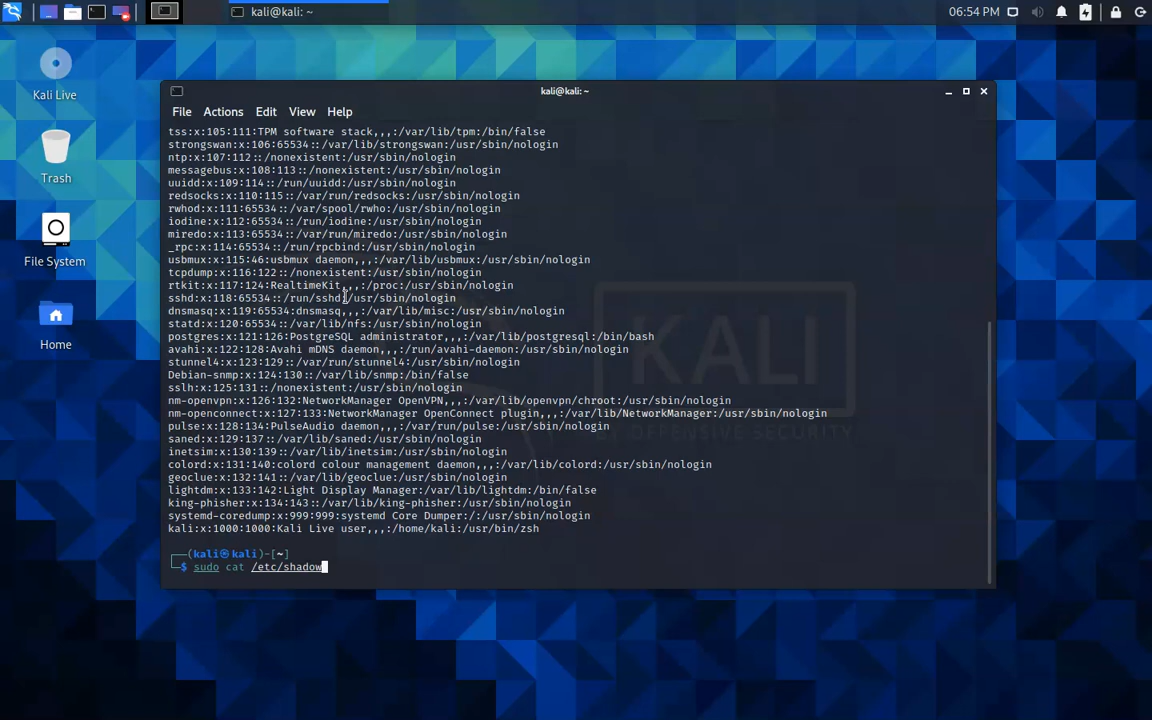 kali@kali: ~
06:54 PM
Kali Live
Trash
File System
Home
kali@kali: ~
File Actions Edit View Help
tss:x:105:111:TPM software stack,,,:/var/lib/tpm:/bin/false
strongswan:x:106:65534::/var/lib/strongswan:/usr/sbin/nologin
ntp:x:107:112::/nonexistent:/usr/sbin/nologin
messagebus:x:108:113::/nonexistent:/usr/sbin/nologin
uuidd:x:109:114::/run/uuidd:/usr/sbin/nologin
redsocks:x:110:115::/var/run/redsocks:/usr/sbin/nologin
rwhod:x:111:65534::/var/spool/rwho:/usr/sbin/nologin
iodine:x:112:65534::/run/iodine:/usr/sbin/nologin
miredo:x:113:65534::/var/run/miredo:/usr/sbin/nologin
_rpc:x:114:65534::/run/rpcbind:/usr/sbin/nologin
usbmux:x:115:46:usbmux daemon,,,:/var/lib/usbmux:/usr/sbin/nologin
tcpdump:x:116:122::/nonexistent:/usr/sbin/nologin
rtkit:x:117:124:RealtimeKit,,,:/proc:/usr/sbin/nologin
sshd:x:118:65534::/run/sshd:/usr/sbin/nologin
dnsmasq:x:119:65534:dnsmasq,,,:/var/lib/misc:/usr/sbin/nologin
statd:x:120:65534::/var/lib/nfs:/usr/sbin/nologin
postgres:x:121:126:PostgreSQL administrator,,,:/var/lib/postgresql:/bin/bash
avahi:x:122:128:Avahi mDNS daemon,,,:/run/avahi-daemon:/usr/sbin/nologin
stunnel4:x:123:129::/var/run/stunnel4:/usr/sbin/nologin
Debian-snmp:x:124:130::/var/lib/snmp:/bin/false
sslh:x:125:131::/nonexistent:/usr/sbin/nologin
nm-openvpn:x:126:132:NetworkManager OpenVPN,,,:/var/lib/openvpn/chroot:/usr/sbin/nologin
nm-openconnect:x:127:133:NetworkManager OpenConnect plugin,,,:/var/lib/NetworkManager:/usr/sbin/nologin
pulse:x:128:134:PulseAudio daemon,,,:/var/run/pulse:/usr/sbin/nologin
saned:x:129:137::/var/lib/saned:/usr/sbin/nologin
inetsim:x:130:139::/var/lib/inetsim:/usr/sbin/nologin
colord:x:131:140:colord colour management daemon,,,:/var/lib/colord:/usr/sbin/nologin
geoclue:x:132:141::/var/lib/geoclue:/usr/sbin/nologin
lightdm:x:133:142:Light Display Manager:/var/lib/lightdm:/bin/false
king-phisher:x:134:143::/var/lib/king-phisher:/usr/sbin/nologin
systemd-coredump:x:999:999:systemd Core Dumper:/:/usr/sbin/nologin
kali:x:1000:1000:Kali Live user,,,:/home/kali:/usr/bin/zsh
┌──(kali㉿kali)-[~]
└─$ sudo cat /etc/shadow
KALI
BY OFFENSIVE SECURITY